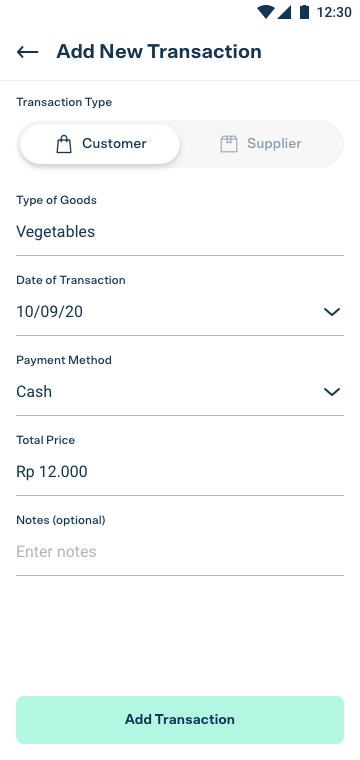 12:30
Add New Transaction
Transaction Type
Customer
Supplier
Type of Goods
Vegetables
Date of Transaction
10/09/20
Payment Method
Cash
Total Price
Rp 12.000
Notes (optional)
Enter notes
Add Transaction